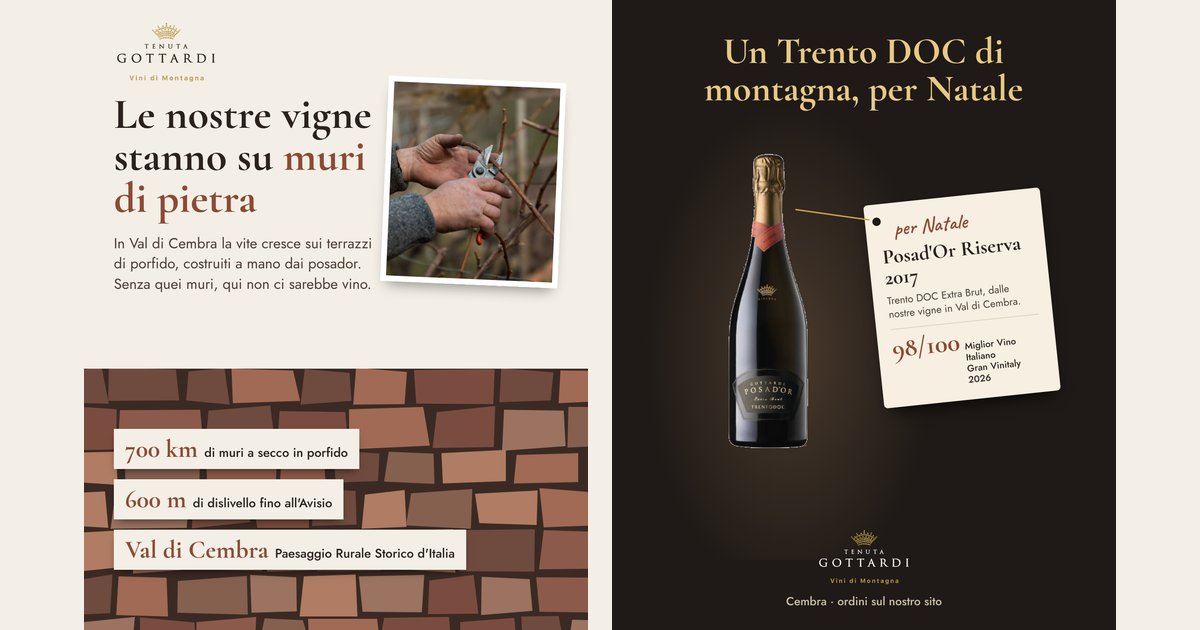 TENUTA
GOTTARDI
Vini di Montagna
Le nostre vigne
stanno su muri
di pietra
In Val di Cembra la vite cresce sui terrazzi
di porfido, costruiti a mano dai posador.
Senza quei muri, qui non ci sarebbe vino.
700 km di muri a secco in porfido
600 m di dislivello fino all'Avisio
Val di Cembra Paesaggio Rurale Storico d'Italia
Un Trento DOC di
montagna, per Natale
per Natale
Posad'Or Riserva
2017
Trento DOC Extra Brut, dalle
nostre vigne in Val di Cembra.
98/100 Miglior Vino
Italiano
Gran Vinitaly
2026
GOTTARDI
POSAD'OR
Extra Brut
TRENTODOC
TENUTA
GOTTARDI
Vini di Montagna
Cembra · ordini sul nostro sito